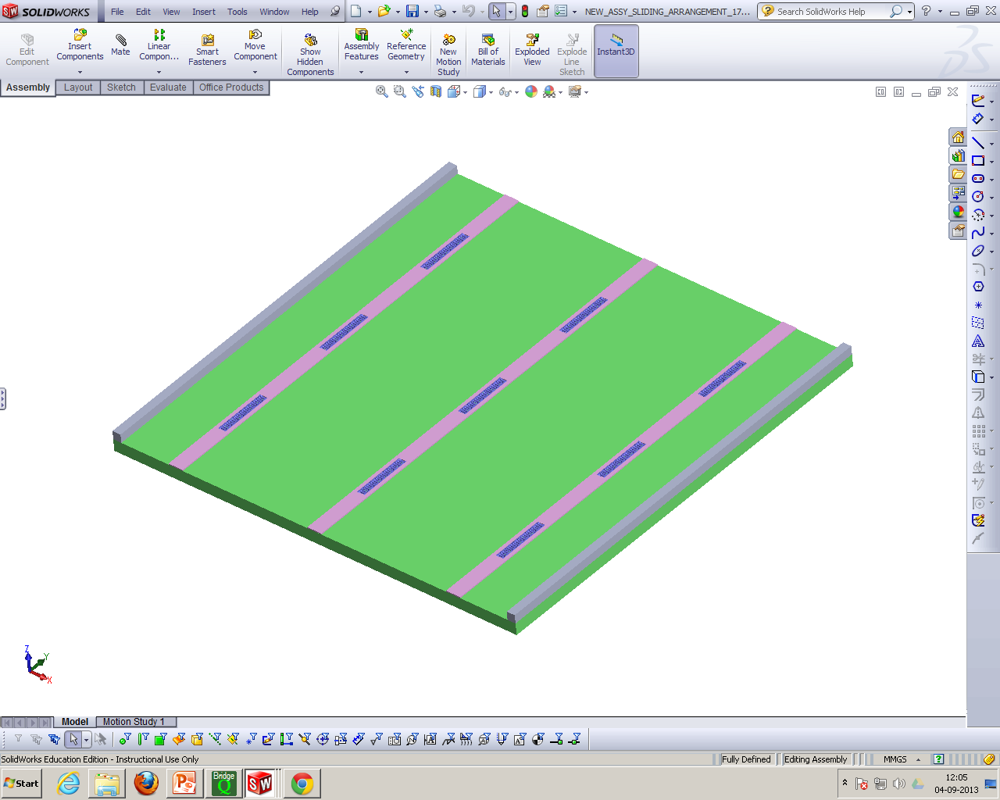 SW SOLIDWORKS File Edit View Insert Tools Window Help NEW_ASSY_SLIDING_ARRANGEMENT_17... Search SolidWorks Help
Edit Component
Insert Components
Mate
Linear Compon...
Smart Fasteners
Move Component
Show Hidden Components
Assembly Features
Reference Geometry
New Motion Study
Bill of Materials
Exploded View
Explode Line Sketch
Instant3D
Assembly Layout Sketch Evaluate Office Products
Z
Y
X
Model Motion Study 1
SolidWorks Education Edition - Instructional Use Only Fully Defined Editing Assembly MMGS
Start Bridge Q SW 12:05
04-09-2013